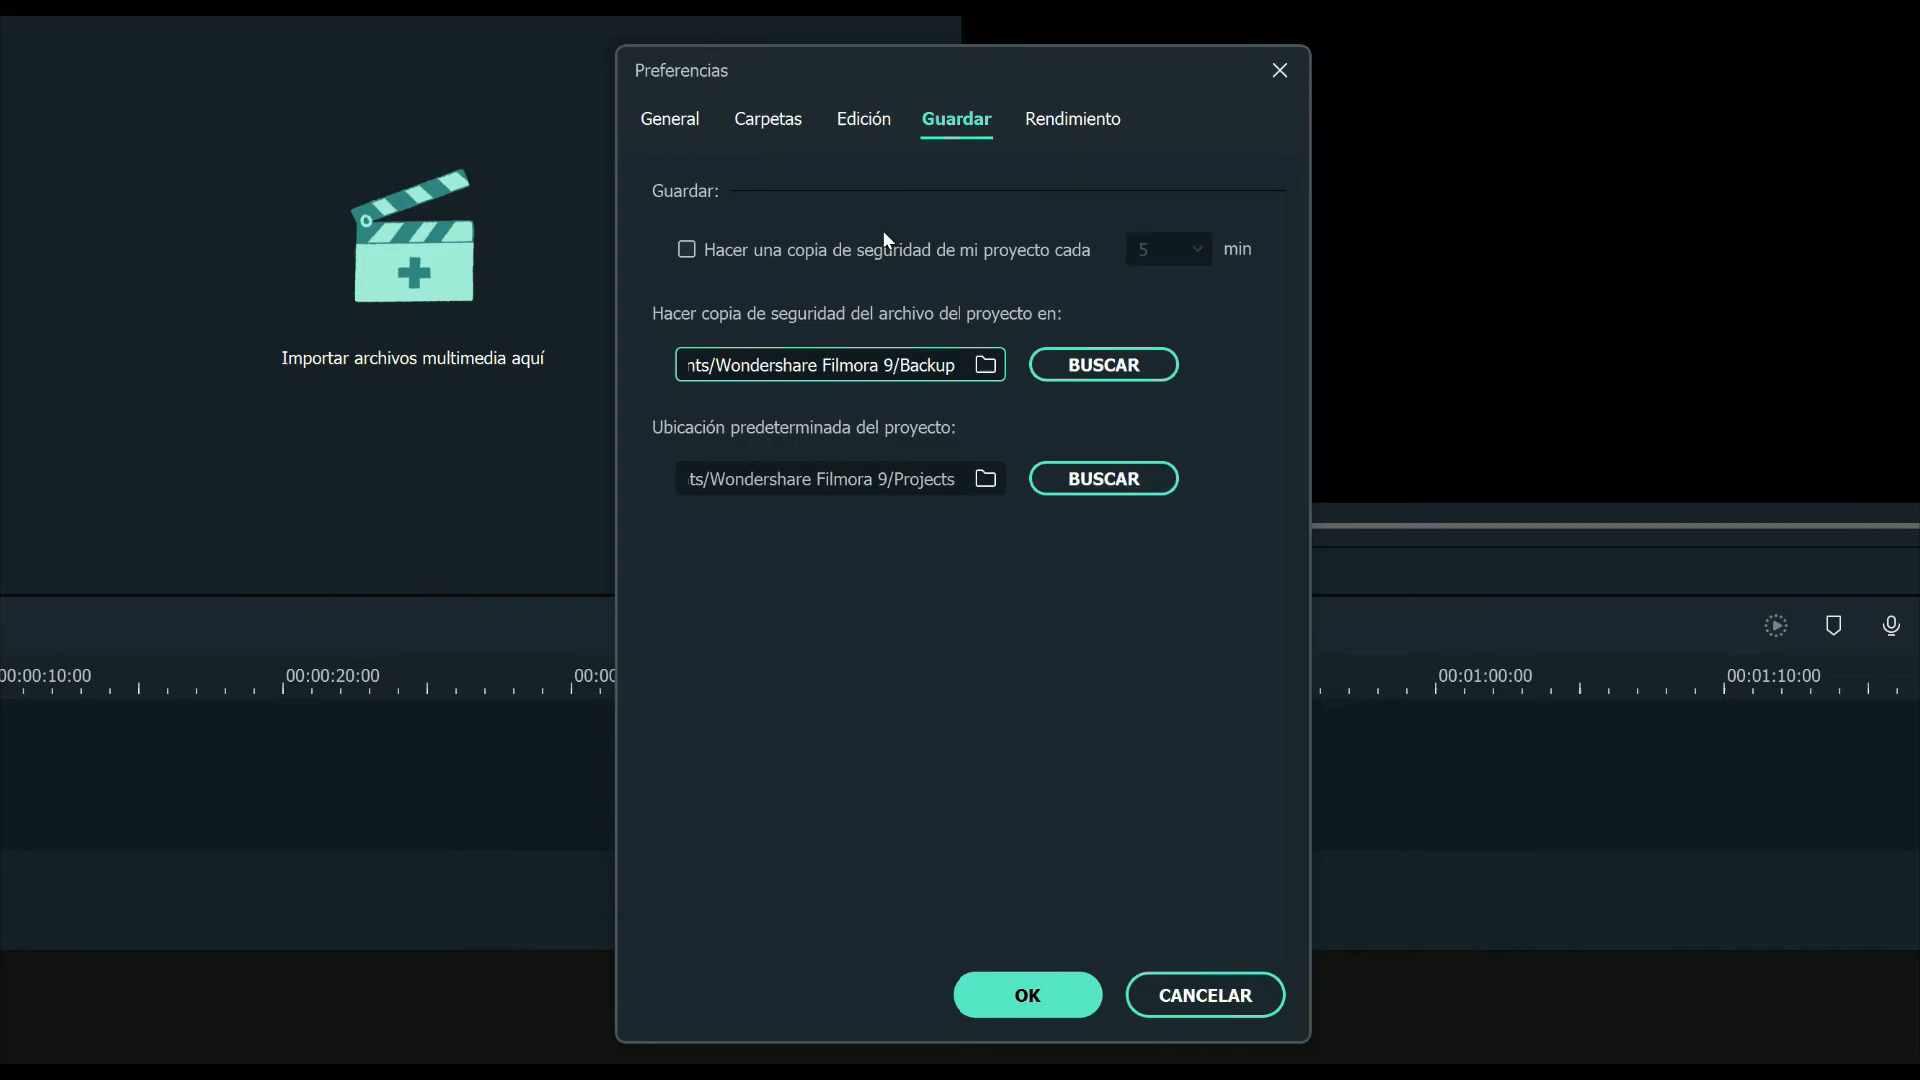 Preferencias
General Carpetas Edición Guardar Rendimiento
Guardar:
Hacer una copia de seguridad de mi proyecto cada 5 min
Hacer copia de seguridad del archivo del proyecto en:
nts/Wondershare Filmora 9/Backup BUSCAR
Ubicación predeterminada del proyecto:
ts/Wondershare Filmora 9/Projects BUSCAR
OK CANCELAR
Importar archivos multimedia aquí
00:00:10:00 00:00:20:00 00:00 00:01:00:00 00:01:10:00